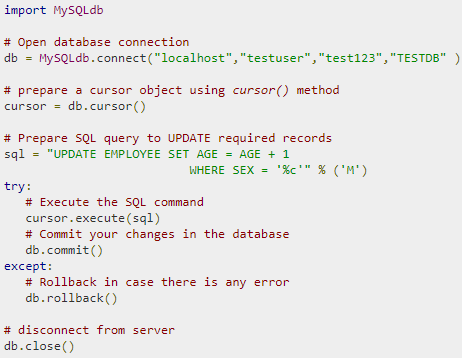 import MySQLdb
# Open database connection
db = MySQLdb.connect("localhost","testuser","test123","TESTDB" )
# prepare a cursor object using cursor() method
cursor = db.cursor()
# Prepare SQL query to UPDATE required records
sql = "UPDATE EMPLOYEE SET AGE = AGE + 1
WHERE SEX = '%c'" % ('M')
try:
# Execute the SQL command
cursor.execute(sql)
# Commit your changes in the database
db.commit()
except:
# Rollback in case there is any error
db.rollback()
# disconnect from server
db.close()